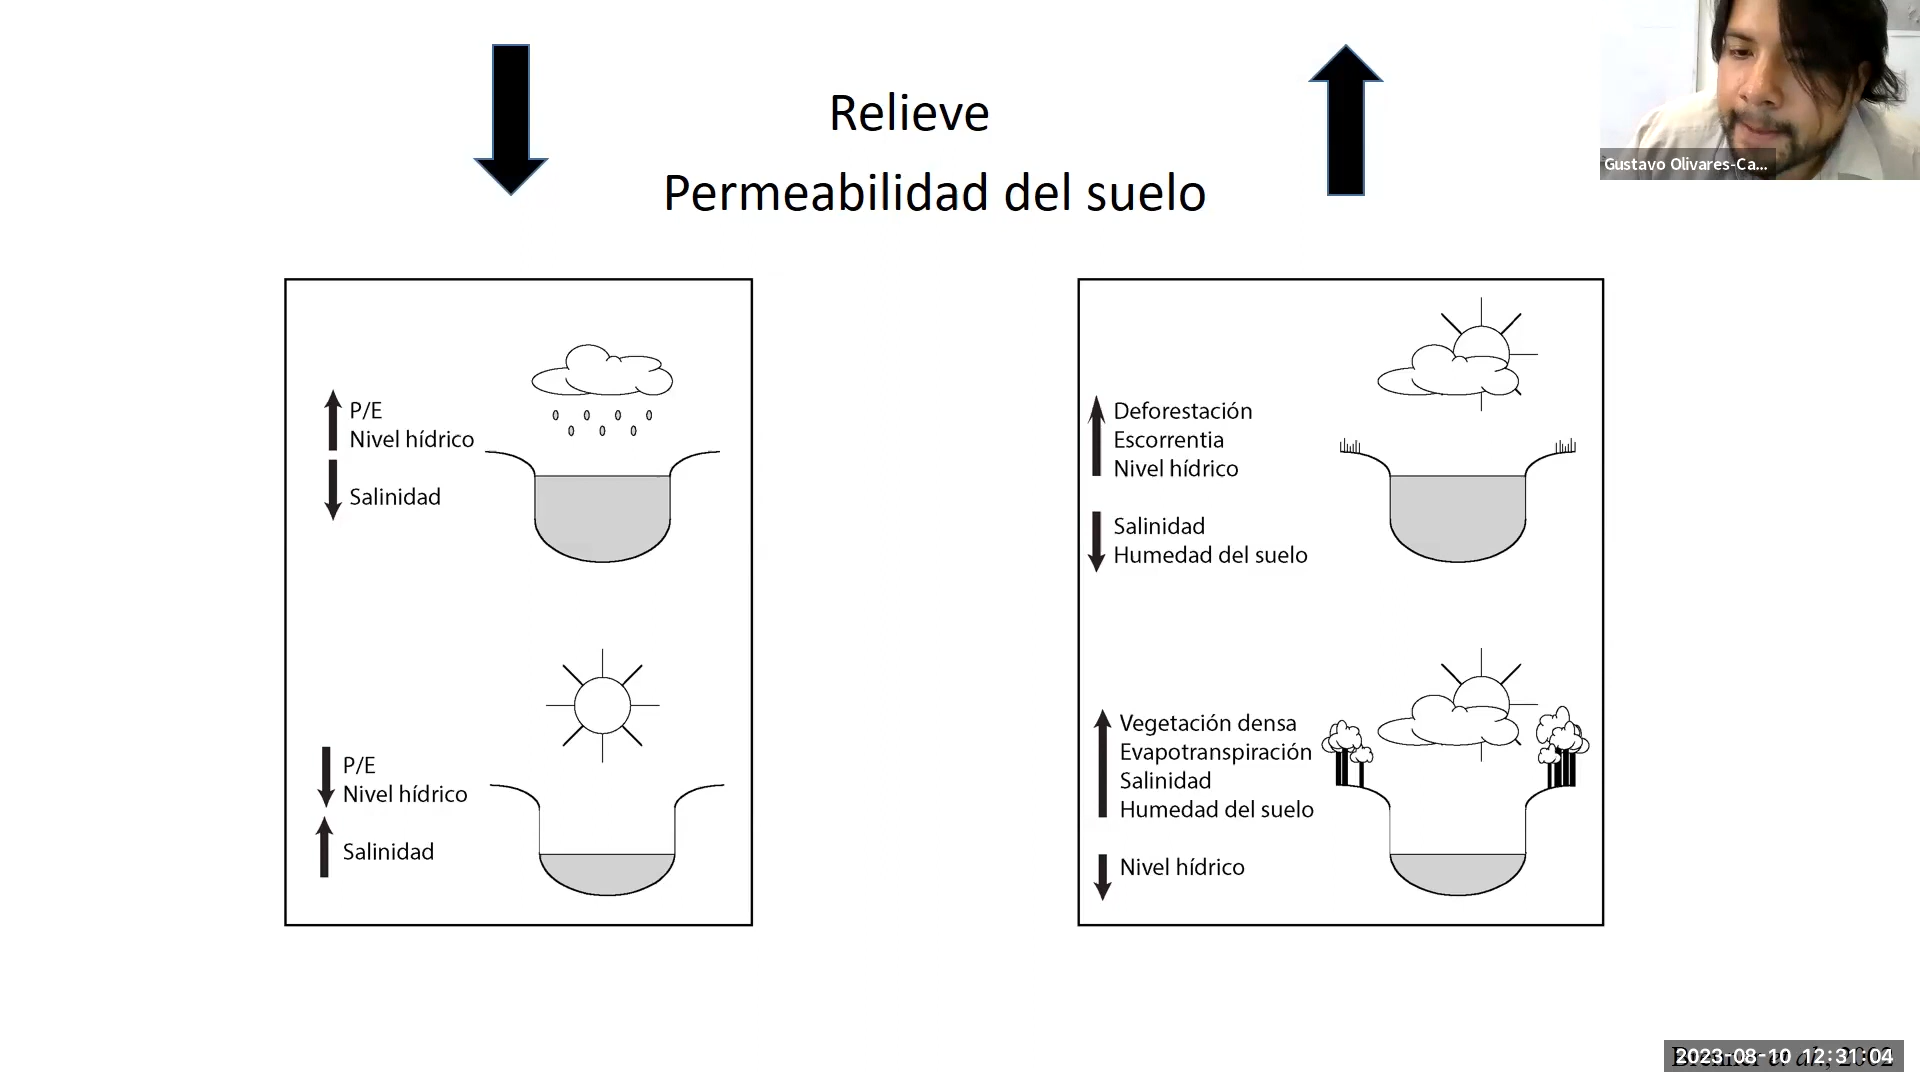 Relieve
Permeabilidad del suelo
Gustavo Olivares-Ca...
P/E
Nivel hídrico
Salinidad
P/E
Nivel hídrico
Salinidad
Deforestación
Escorrentia
Nivel hídrico
Salinidad
Humedad del suelo
Vegetación densa
Evapotranspiración
Salinidad
Humedad del suelo
Nivel hídrico
2023-08-10 12:31:04